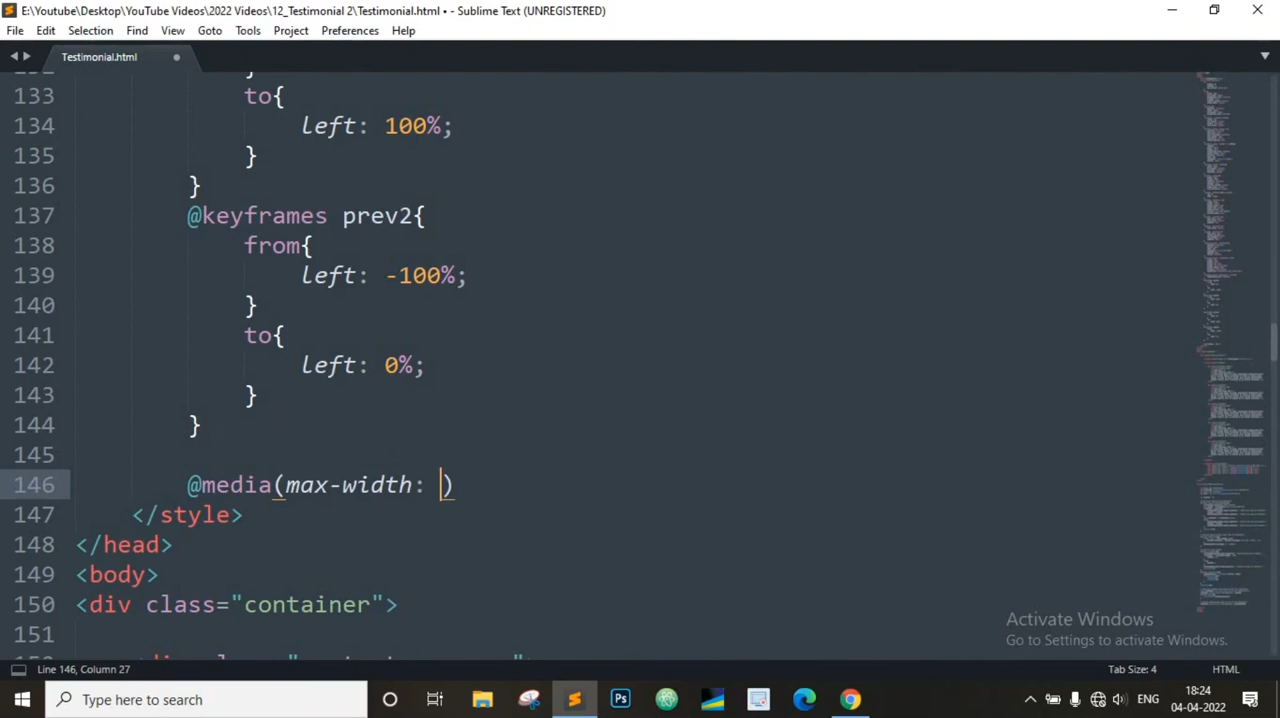 E:\Youtube\Desktop\YouTube Videos\2022 Videos\12_Testimonial 2\Testimonial.html • - Sublime Text (UNREGISTERED)
File Edit Selection Find View Goto Tools Project Preferences Help
Testimonial.html
133 to{
134 left: 100%;
135 }
136 }
137 @keyframes prev2{
138 from{
139 left: -100%;
140 }
141 to{
142 left: 0%;
143 }
144 }
145
146 @media(max-width: )
147 </style>
148 </head>
149 <body>
150 <div class="container">
151
Activate Windows
Go to Settings to activate Windows.
Line 146, Column 27 Tab Size: 4 HTML
Type here to search Ps ENG 18:24
04-04-2022